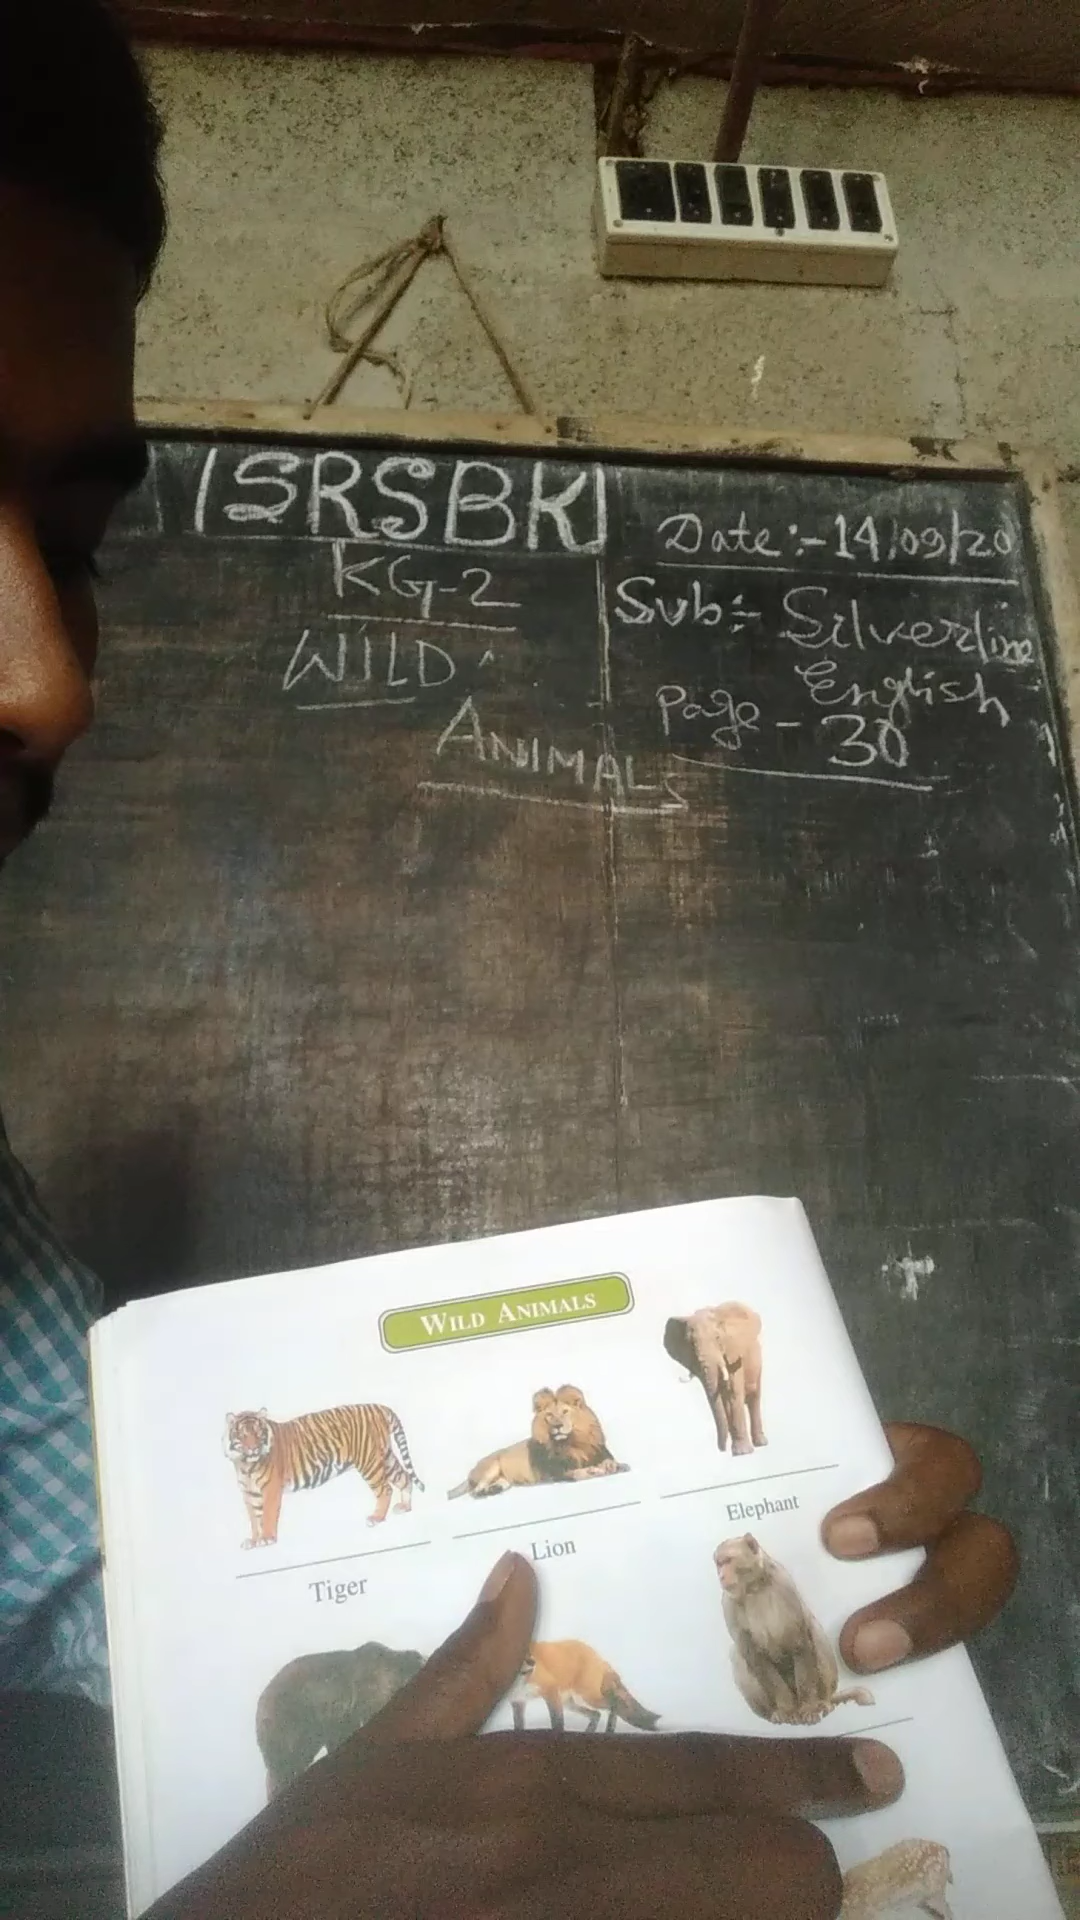 SRSBK
KG-2
WILD
ANIMALS
Date:-14/09/20
Sub:- Silverline
English
Page - 30
WILD ANIMALS
Tiger
Lion
Elephant